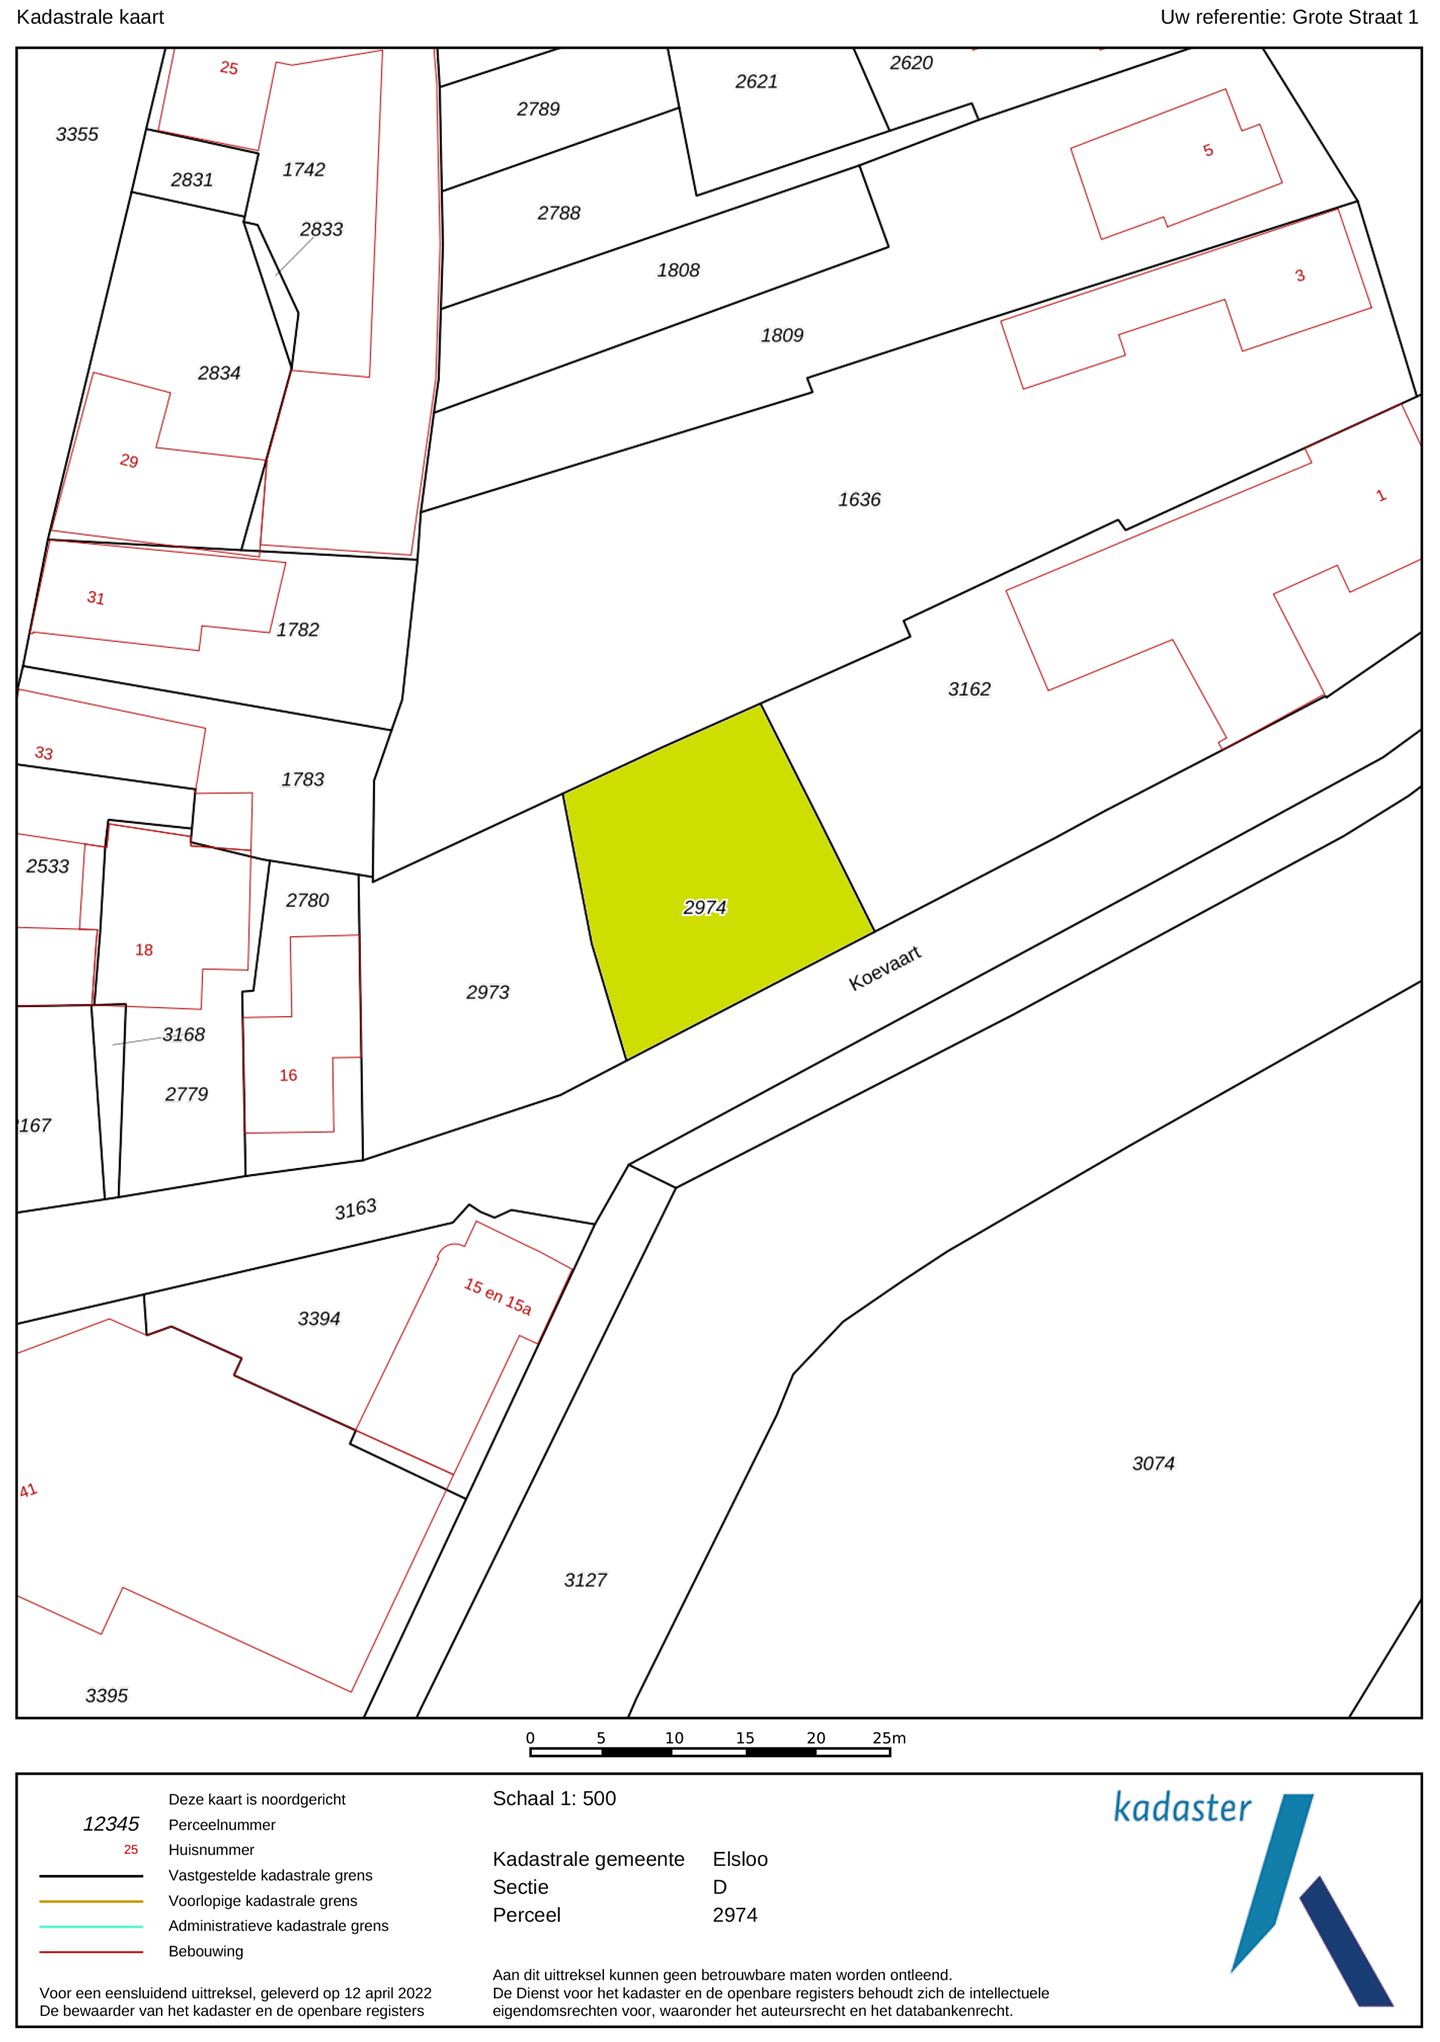 Kadastrale kaart
Uw referentie: Grote Straat 1
2620
25
2621
2789
3355
5
1742
2831
2788
2833
1808
3
1809
2834
29
1
1636
31
1782
3162
33
1783
2533
2780
2974
18
Koevaart
2973
3168
16
2779
167
3163
15 en 15a
3394
3074
41
3127
3395
0 5 10 15 20 25m
Deze kaart is noordgericht
12345 Perceelnummer
25 Huisnummer
Vastgestelde kadastrale grens
Voorlopige kadastrale grens
Administratieve kadastrale grens
Bebouwing
Voor een eensluidend uittreksel, geleverd op 12 april 2022
De bewaarder van het kadaster en de openbare registers
Schaal 1: 500
Kadastrale gemeente Elsloo
Sectie D
Perceel 2974
Aan dit uittreksel kunnen geen betrouwbare maten worden ontleend.
De Dienst voor het kadaster en de openbare registers behoudt zich de intellectuele
eigendomsrechten voor, waaronder het auteursrecht en het databankenrecht.
kadaster